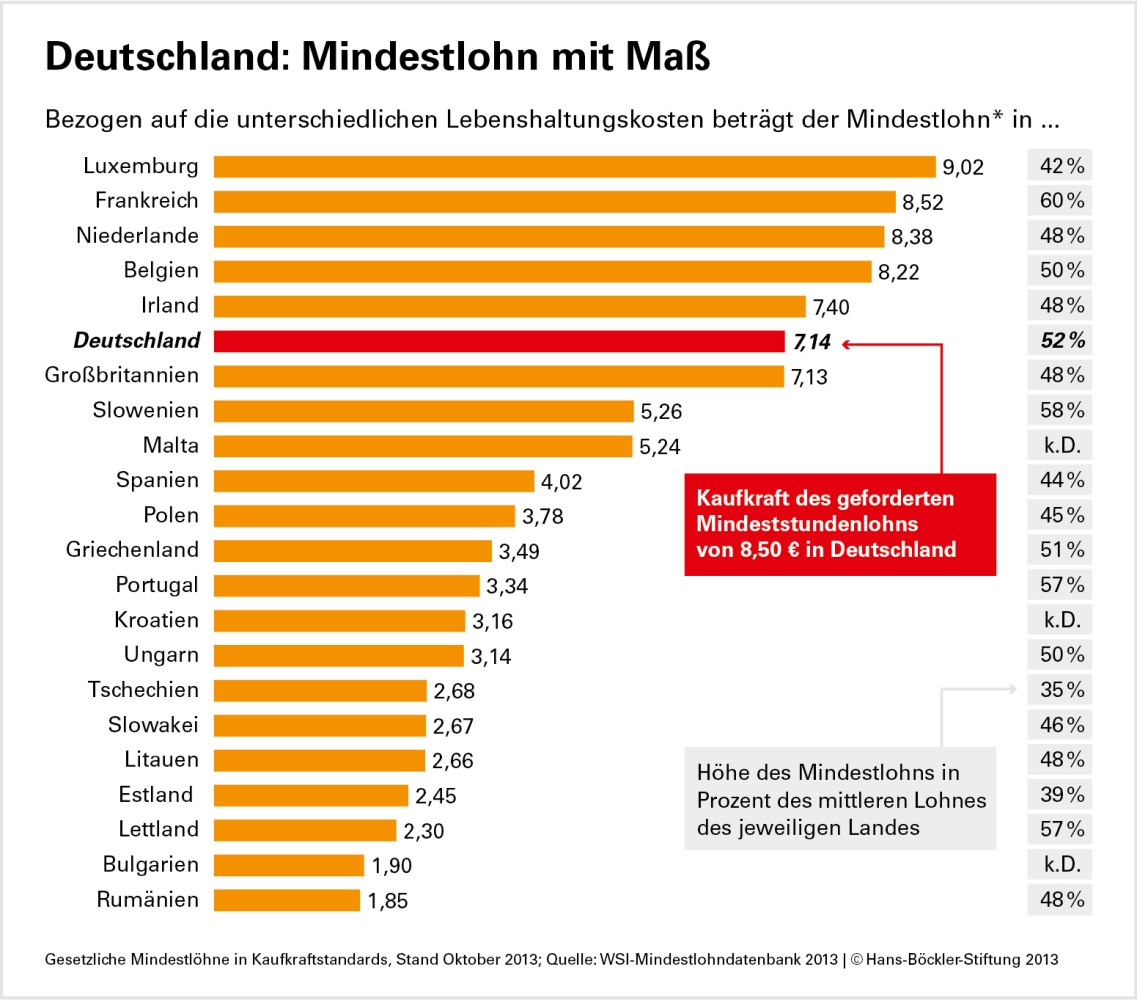 Deutschland: Mindestlohn mit Maß
Bezogen auf die unterschiedlichen Lebenshaltungskosten beträgt der Mindestlohn* in ...
Luxemburg 9,02 42 %
Frankreich 8,52 60 %
Niederlande 8,38 48 %
Belgien 8,22 50 %
Irland 7,40 48 %
Deutschland 7,14 52 %
Großbritannien 7,13 48 %
Slowenien 5,26 58 %
Malta 5,24 k.D.
Spanien 4,02 44 %
Polen 3,78 45 %
Griechenland 3,49 51 %
Portugal 3,34 57 %
Kroatien 3,16 k.D.
Ungarn 3,14 50 %
Tschechien 2,68 35 %
Slowakei 2,67 46 %
Litauen 2,66 48 %
Estland 2,45 39 %
Lettland 2,30 57 %
Bulgarien 1,90 k.D.
Rumänien 1,85 48 %
Kaufkraft des geforderten
Mindeststundenlohns
von 8,50 € in Deutschland
Höhe des Mindestlohns in
Prozent des mittleren Lohnes
des jeweiligen Landes
Gesetzliche Mindestlöhne in Kaufkraftstandards, Stand Oktober 2013; Quelle: WSI-Mindestlohndatenbank 2013 | © Hans-Böckler-Stiftung 2013